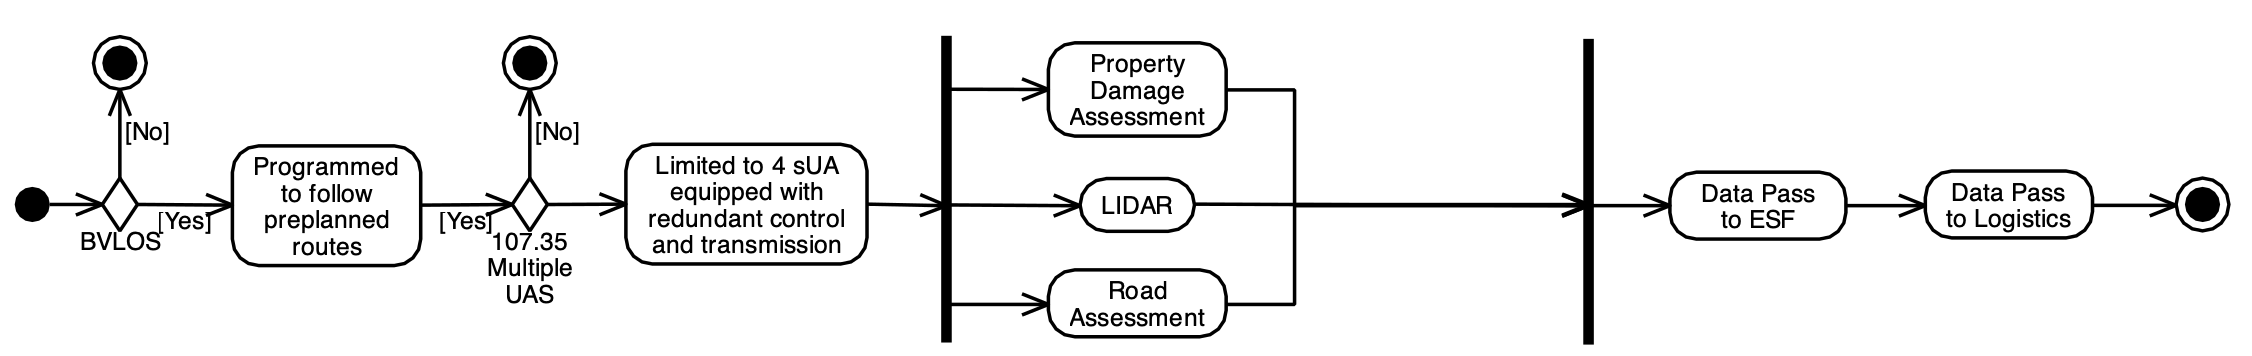 [No]
BVLOS
[Yes]
Programmed
to follow
preplanned
routes
[No]
[Yes]
107.35
Multiple
UAS
Limited to 4 sUA
equipped with
redundant control
and transmission
Property
Damage
Assessment
LIDAR
Road
Assessment
Data Pass
to ESF
Data Pass
to Logistics